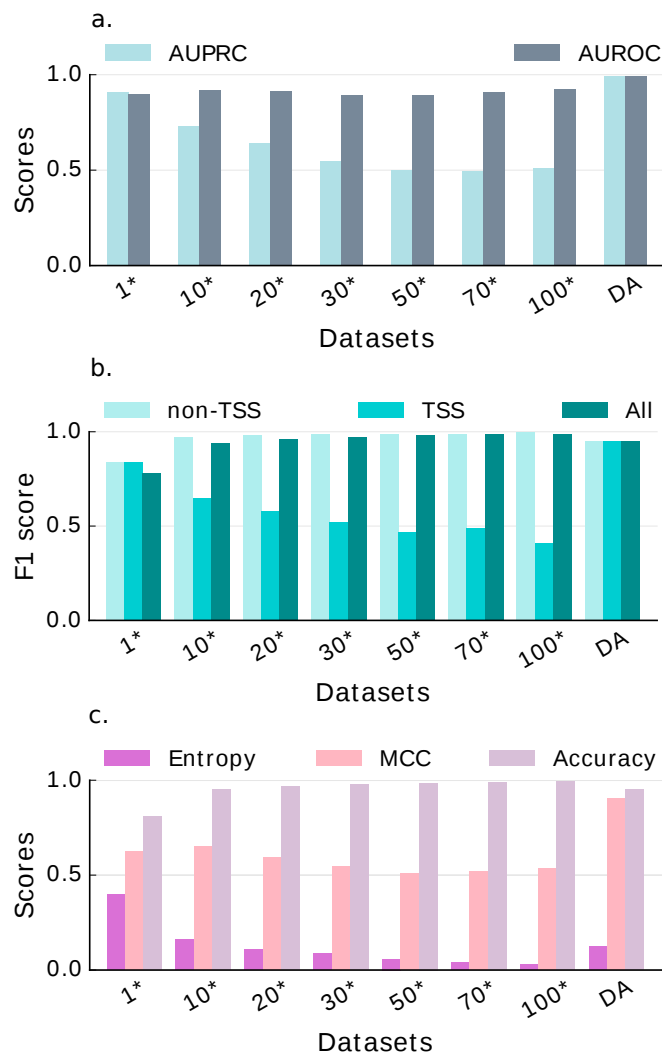 a.
AUPRC AUROC
1.0
0.5
0.0
Scores
1* 10* 20* 30* 50* 70* 100* DA
Datasets
b.
non-TSS TSS All
1.0
0.5
0.0
F1 score
1* 10* 20* 30* 50* 70* 100* DA
Datasets
c.
Entropy MCC Accuracy
1.0
0.5
0.0
Scores
1* 10* 20* 30* 50* 70* 100* DA
Datasets